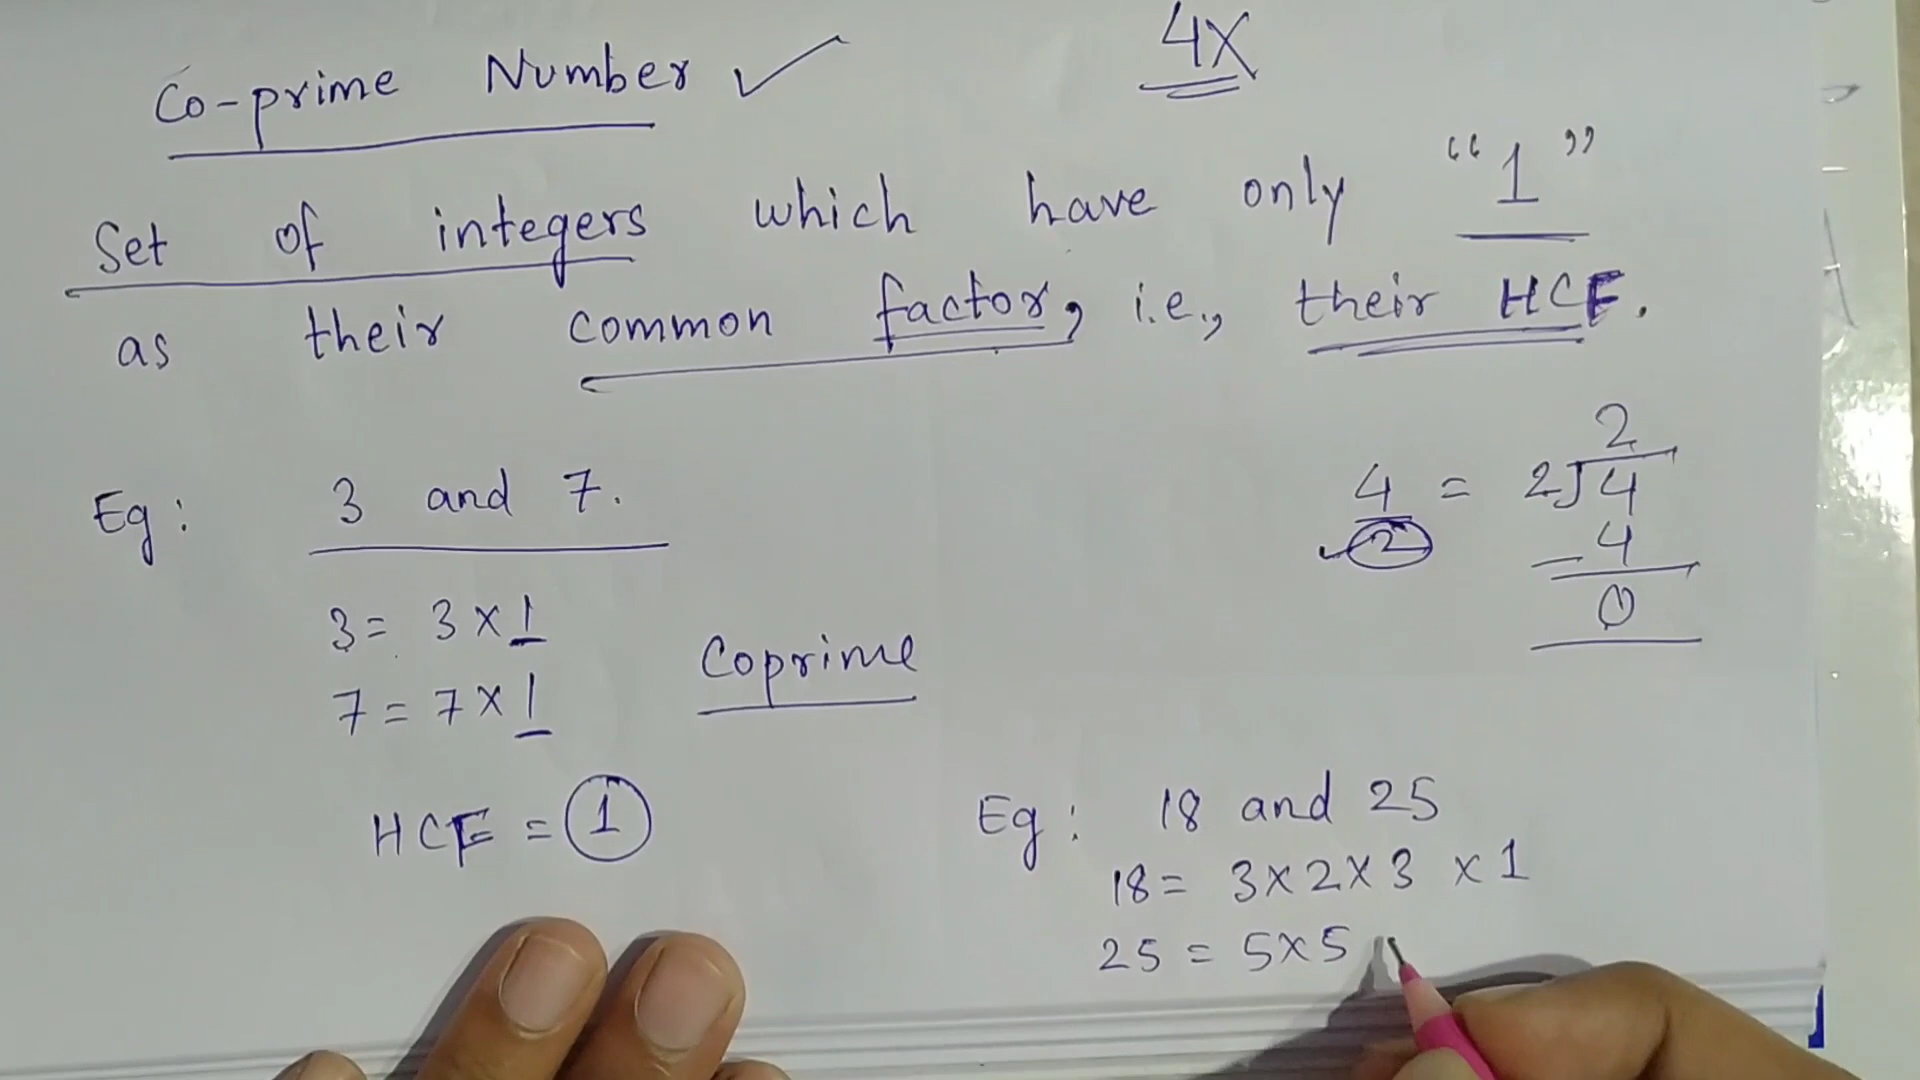 Co-prime Number ✓
4X
Set of integers which have only "1"
as their common factor, i.e., their HCF.
Eg: 3 and 7.
3 = 3 × 1
7 = 7 × 1
Coprime
HCF = 1
2
4 = 2)4
2
- 4
0
Eg: 18 and 25
18 = 3×2×3 × 1
25 = 5×5